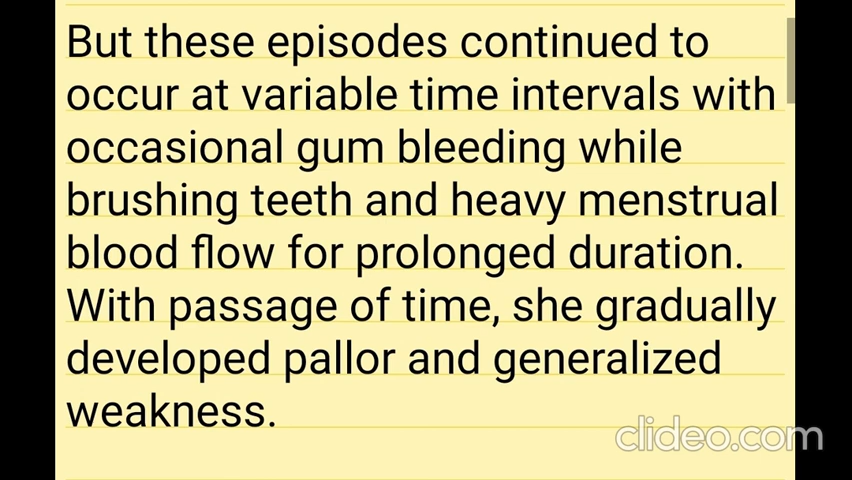 But these episodes continued to
occur at variable time intervals with
occasional gum bleeding while
brushing teeth and heavy menstrual
blood flow for prolonged duration.
With passage of time, she gradually
developed pallor and generalized
weakness.
clideo.com